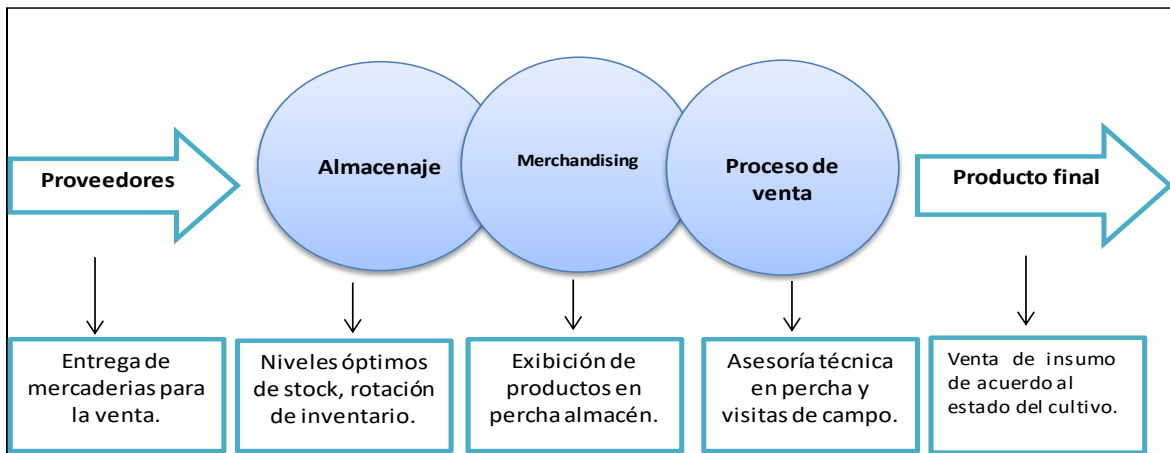 Proveedores
Almacenaje
Merchandising
Proceso de
venta
Producto final
Entrega de
mercaderias para
la venta.
Niveles óptimos
de stock, rotación
de inventario.
Exibición de
productos en
percha almacén.
Asesoría técnica
en percha y
visitas de campo.
Venta de insumo
de acuerdo al
estado del cultivo.